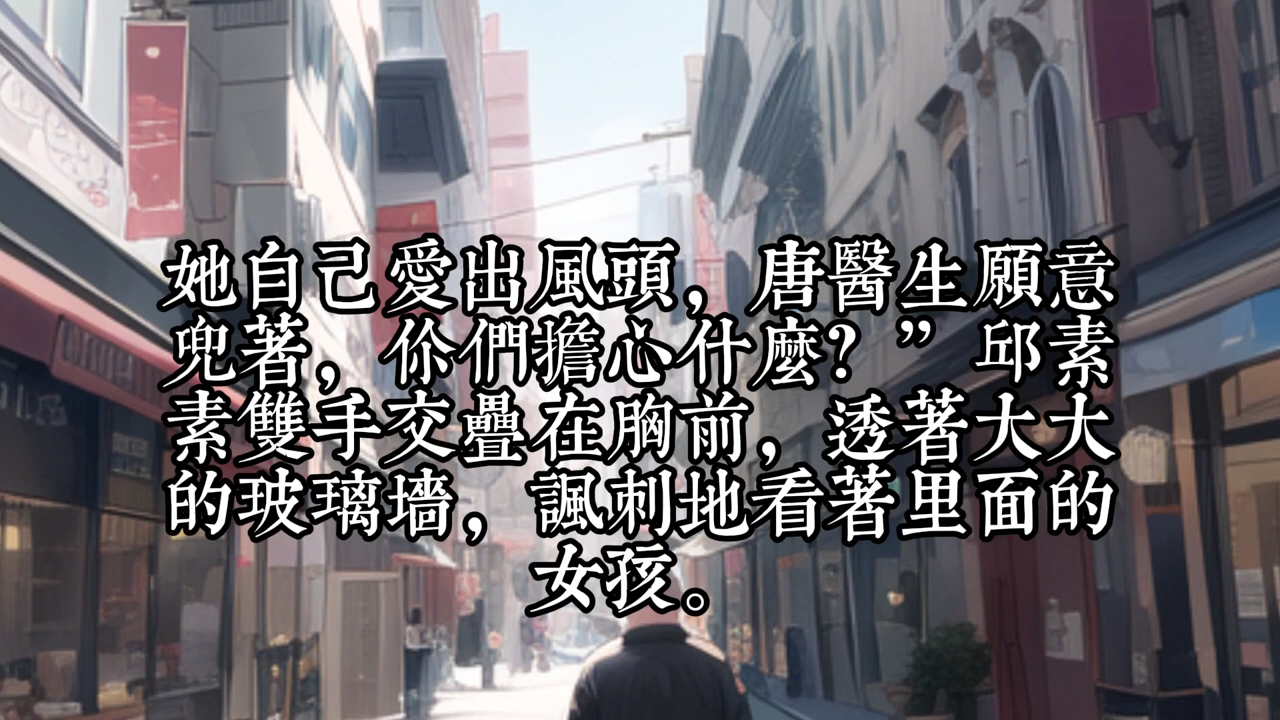 她自己愛出風頭，唐醫生願意
兜著，你們擔心什麼？”邱素
素雙手交疊在胸前，透著大大
的玻璃墻，諷刺地看著里面的
女孩。